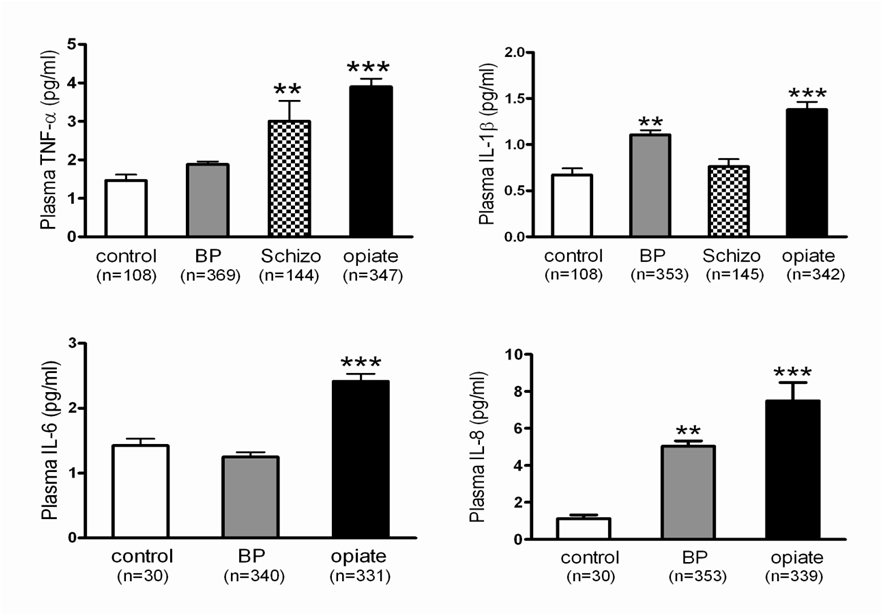 Plasma TNF-α (pg/ml)
5
4
3
2
1
0
**
***
control BP Schizo opiate
(n=108) (n=369) (n=144) (n=347)
Plasma IL-1β (pg/ml)
2.0
1.5
1.0
0.5
0.0
**
***
control BP Schizo opiate
(n=108) (n=353) (n=145) (n=342)
Plasma IL-6 (pg/ml)
3
2
1
0
***
control BP opiate
(n=30) (n=340) (n=331)
Plasma IL-8 (pg/ml)
10
8
6
4
2
0
**
***
control BP opiate
(n=30) (n=353) (n=339)